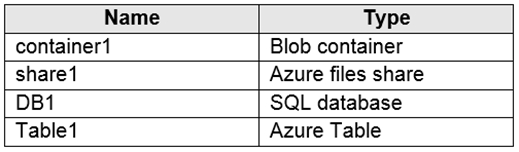 Name Type
container1 Blob container
share1 Azure files share
DB1 SQL database
Table1 Azure Table